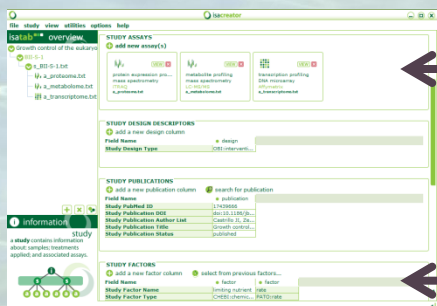 isacreator
file study view utilities options help
isatab overview
Growth control of the eukaryo
BII-S-1
s_BII-S-1.txt
a_proteome.txt
a_metabolome.txt
a_transcriptome.txt
information
study
a study contains information
about samples; treatments
applied; and associated assays.
STUDY ASSAYS
add new assay(s)
VIEW
protein expression pro...
mass spectrometry
iTRAQ
a_proteome.txt
VIEW
metabolite profiling
mass spectrometry
LC-MS/MS
a_metabolome.txt
VIEW
transcription profiling
DNA microarray
Affymetrix
a_transcriptome.txt
STUDY DESIGN DESCRIPTORS
add a new design column
Field Name design
Study Design Type OBI:interventi...
STUDY PUBLICATIONS
add a new publication column search for publication
Field Name publication
Study PubMed ID 17439666
Study Publication DOI doi:10.1186/jb...
Study Publication Author List Castrillo JI, Ze...
Study Publication Title Growth control...
Study Publication Status published
STUDY FACTORS
add a new factor column select from previous factors...
Field Name factor factor
Study Factor Name limiting nutrient rate
Study Factor Type CHEBI:chemic... PATO:rate